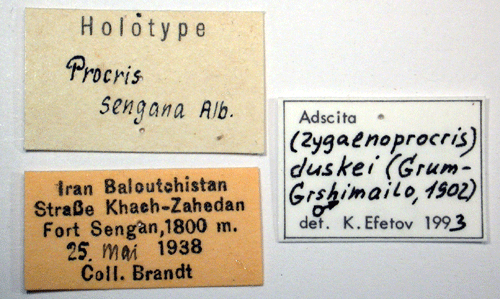 Holotype
Procris
sengana Alb.
Iran Baloutchistan
Straße Khach-Zahedan
Fort Sengan, 1800 m.
25. Mai 1938
Coll. Brandt
Adscita
(Zygaenoprocris)
duskei (Grum-
Grshimailo, 1902)
♂
det. K. Efetov 1993